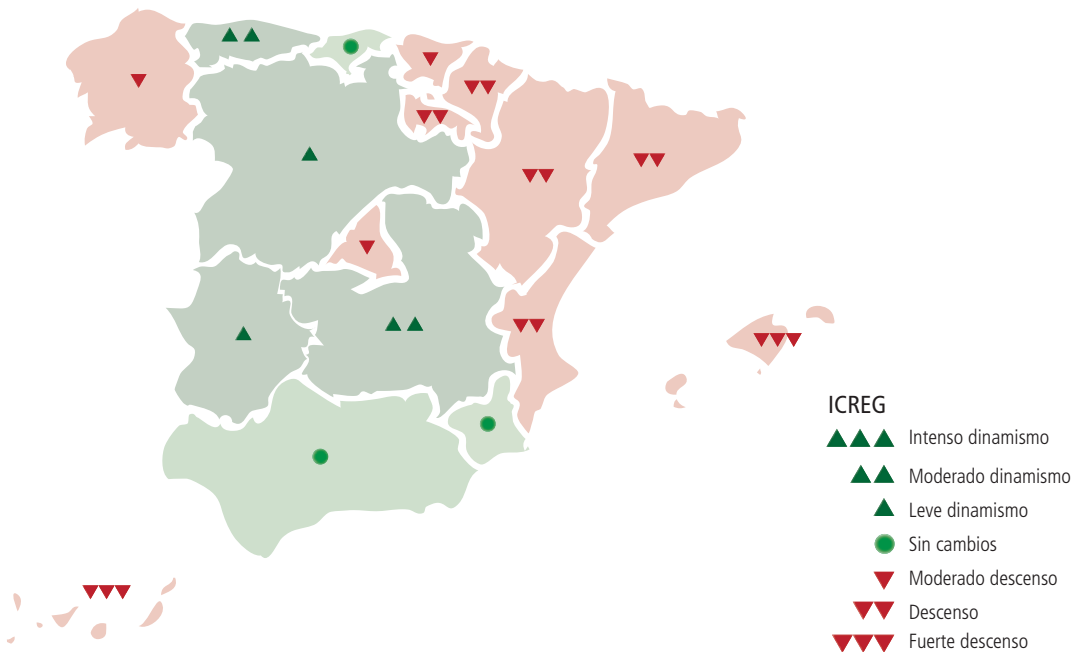 ICREG
Intenso dinamismo
Moderado dinamismo
Leve dinamismo
Sin cambios
Moderado descenso
Descenso
Fuerte descenso